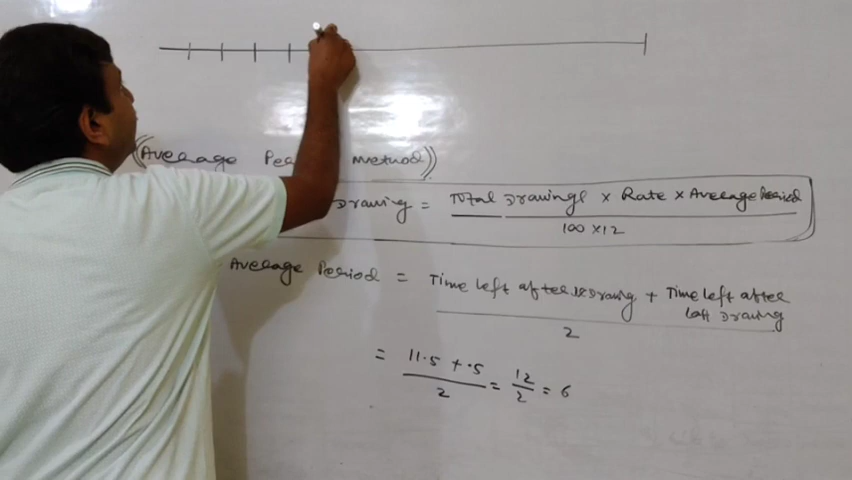 ((Average Pe Method))
Drawing = Total Drawings × Rate × Average Period
100 × 12
Average Period = Time left after 1st Drawing + Time left after
last Drawing
2
= 11.5 + .5 = 12 = 6
2 2